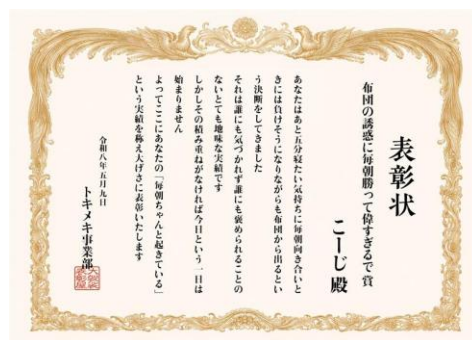 表彰状
布団の誘惑に毎朝勝って偉すぎるで賞
こーじ 殿
あなたはあと五分寝たい気持ちに毎朝向き合いと
きには負けそうになりながらも布団から出るとい
う決断をしてきました
それは誰にも気づかれず誰にも褒められることの
ないとても地味な実績です
しかしその積み重ねがなければ今日という一日は
始まりません
よってここにあなたの「毎朝ちゃんと起きている」
という実績を称え大げさに表彰いたします
令和八年五月九日
トキメキ事業部